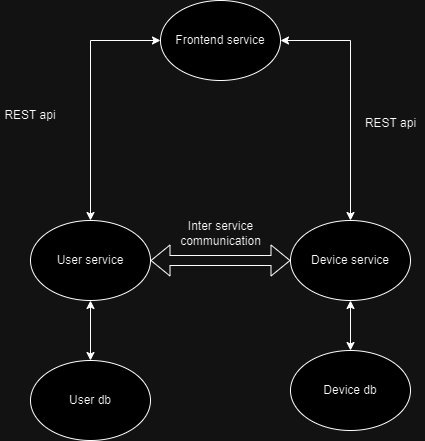 Frontend service
REST api
REST api
Inter service
communication
User service
Device service
User db
Device db